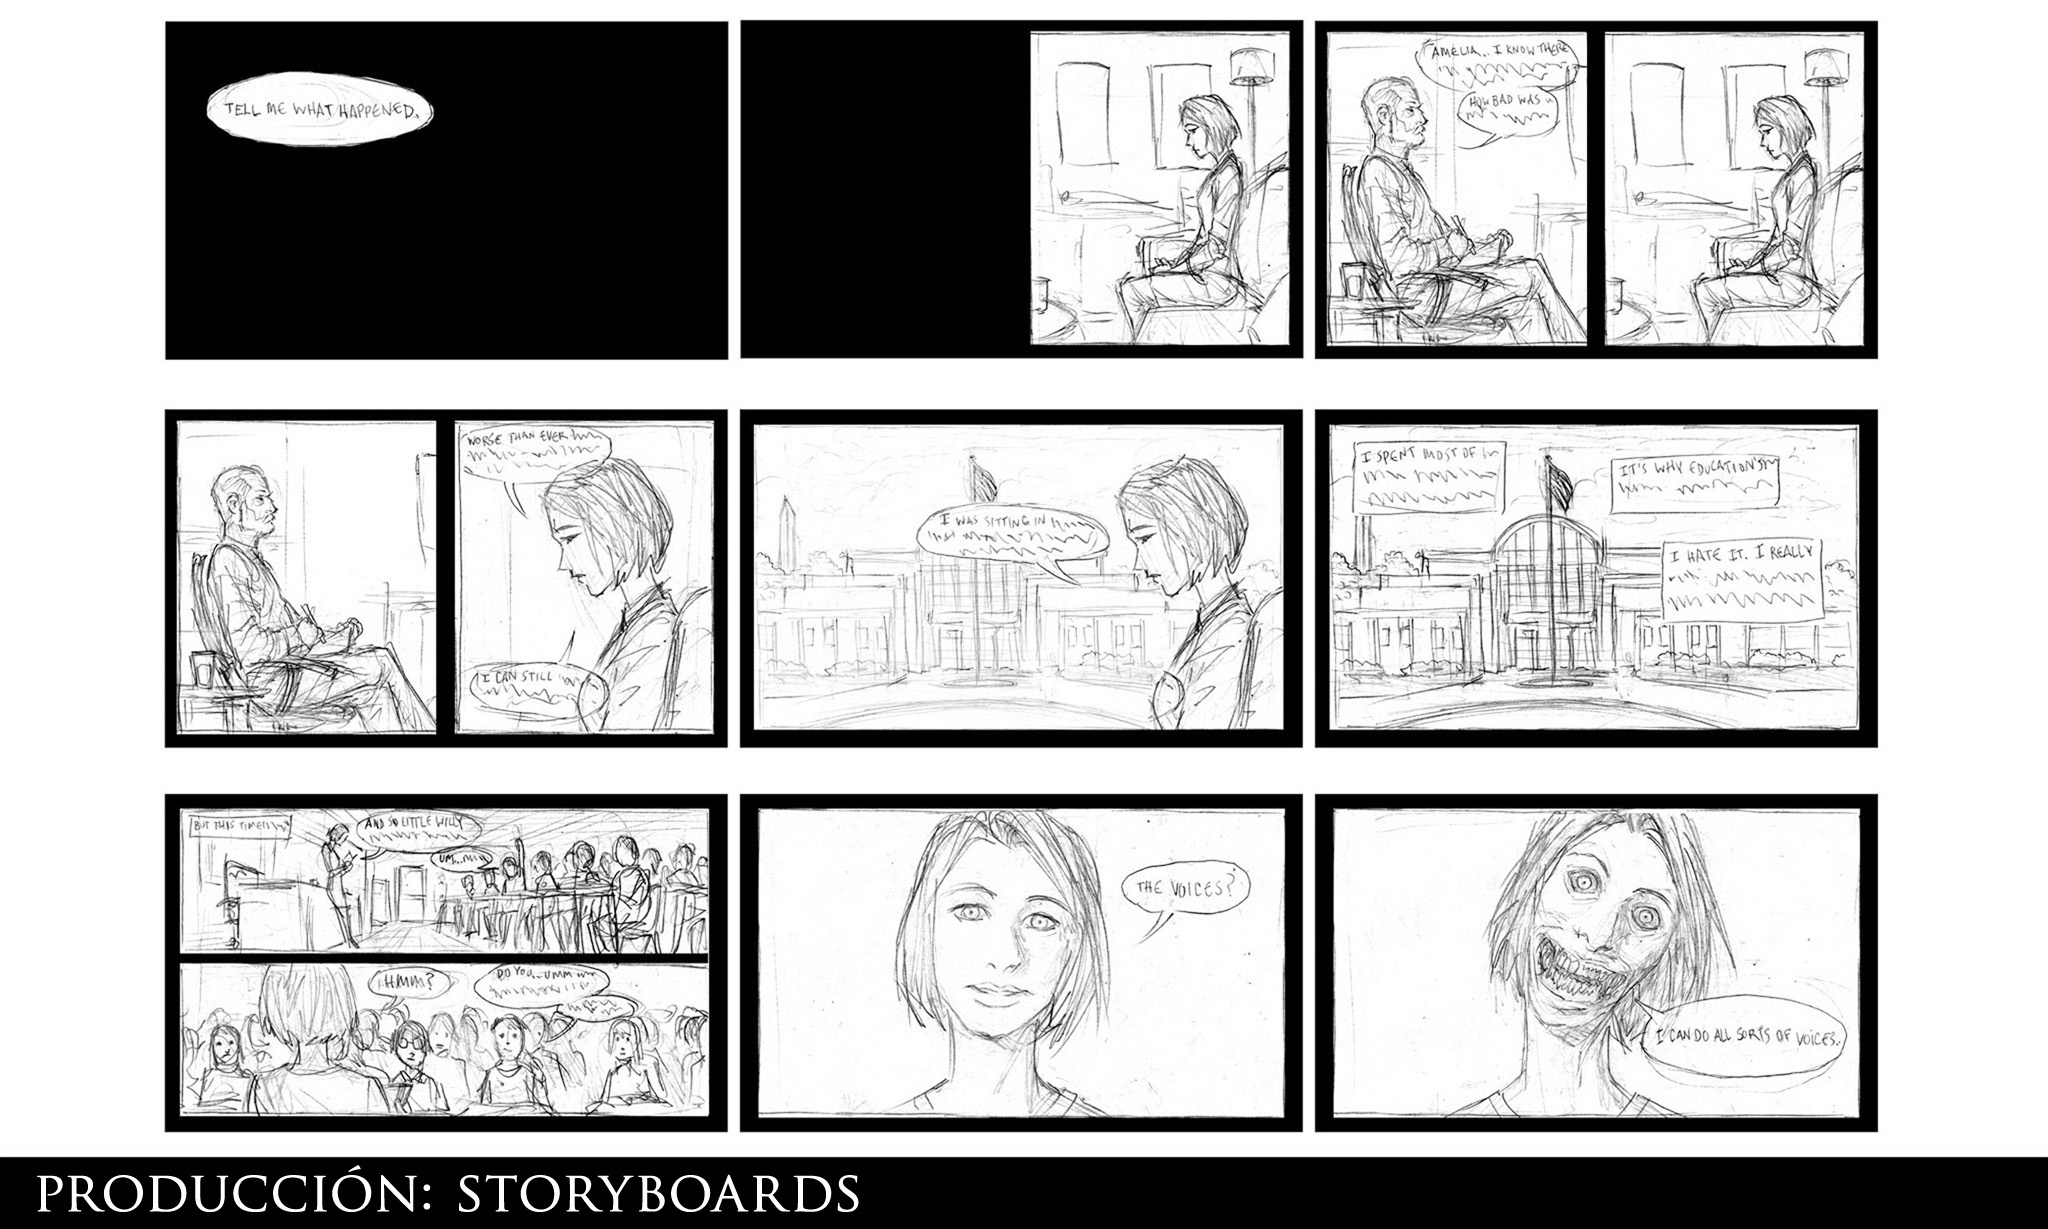 TELL ME WHAT HAPPENED.
AMELIA... I KNOW THERE
HOW BAD WAS
WORSE THAN EVER
I CAN STILL
I WAS SITTING IN
I SPENT MOST OF
IT'S WHY EDUCATION'S
I HATE IT. I REALLY
BUT THIS TIME
AND SO LITTLE WILLY
UM...
HMM?
DO YOU...UMM
THE VOICES?
I CAN DO ALL SORTS OF VOICES.
PRODUCCIÓN: STORYBOARDS